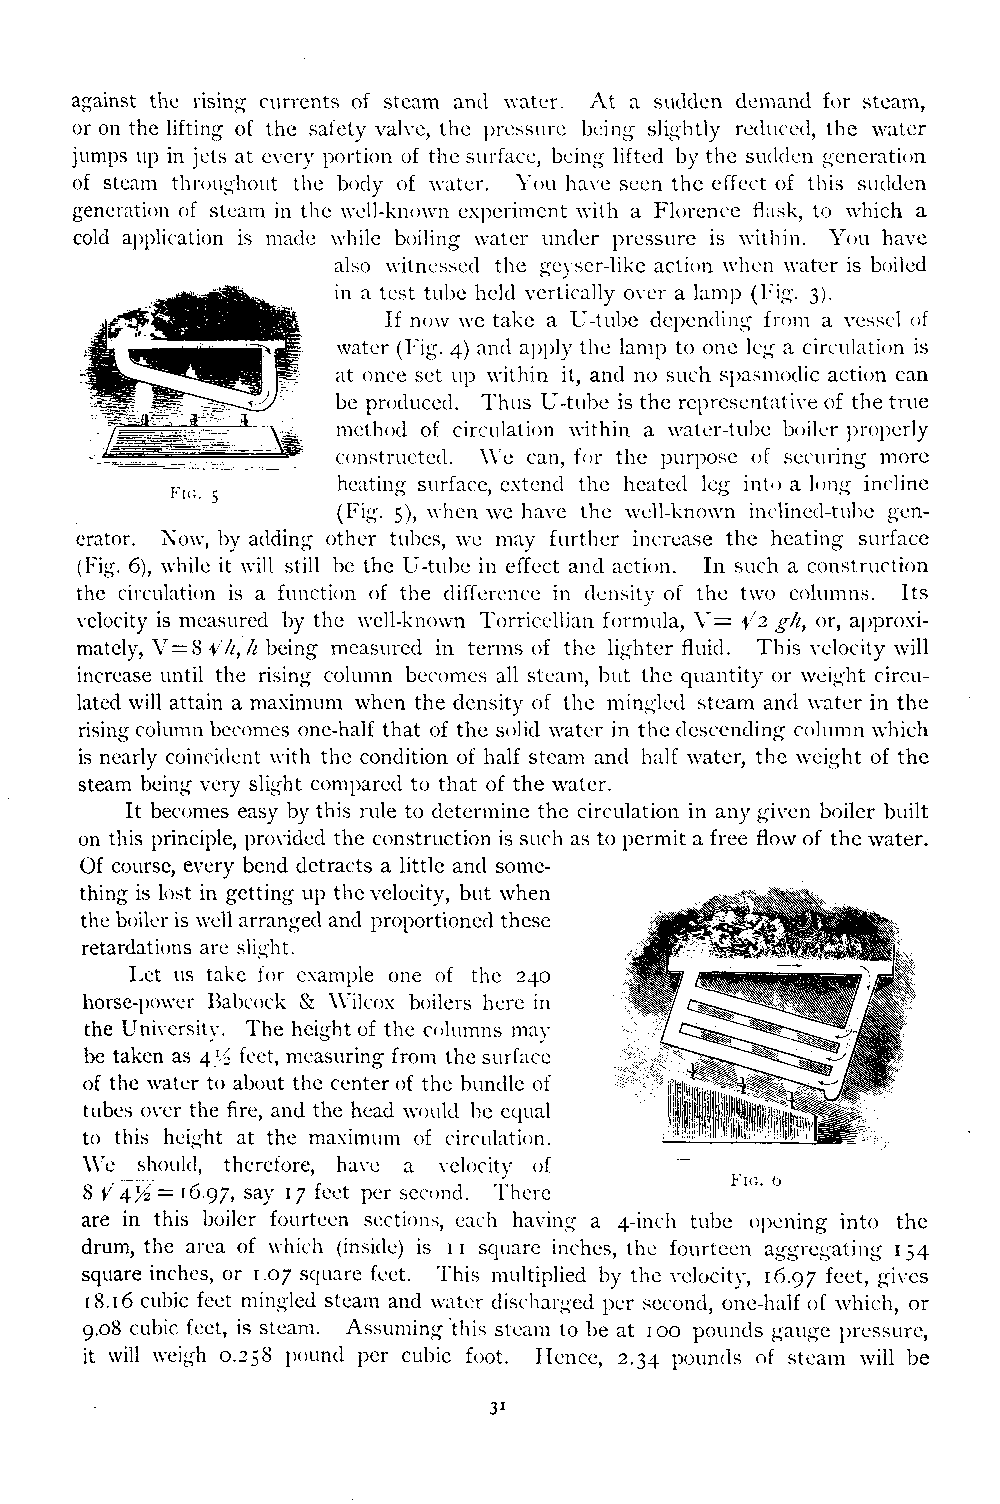 against the rising currents of steam and water. At a sudden demand for steam,
or on the lifting of the safety valve, the pressure being slightly reduced, the water
jumps up in jets at every portion of the surface, being lifted by the sudden generation
of steam throughout the body of water. You have seen the effect of this sudden
generation of steam in the well-known experiment with a Florence flask, to which a
cold application is made while boiling water under pressure is within. You have
also witnessed the geyser-like action when water is boiled
in a test tube held vertically over a lamp (Fig. 3).
If now we take a U-tube depending from a vessel of
water (Fig. 4) and apply the lamp to one leg a circulation is
at once set up within it, and no such spasmodic action can
be produced. Thus U-tube is the representative of the true
method of circulation within a water-tube boiler properly
constructed. We can, for the purpose of securing more
heating surface, extend the heated leg into a long incline
(Fig. 5), when we have the well-known inclined-tube gen-
Fig. 5
erator. Now, by adding other tubes, we may further increase the heating surface
(Fig. 6), while it will still be the U-tube in effect and action. In such a construction
the circulation is a function of the difference in density of the two columns. Its
velocity is measured by the well-known Torricellian formula, V= √2 gh, or, approxi-
mately, V=8 √h, h being measured in terms of the lighter fluid. This velocity will
increase until the rising column becomes all steam, but the quantity or weight circu-
lated will attain a maximum when the density of the mingled steam and water in the
rising column becomes one-half that of the solid water in the descending column which
is nearly coincident with the condition of half steam and half water, the weight of the
steam being very slight compared to that of the water.
It becomes easy by this rule to determine the circulation in any given boiler built
on this principle, provided the construction is such as to permit a free flow of the water.
Of course, every bend detracts a little and some-
thing is lost in getting up the velocity, but when
the boiler is well arranged and proportioned these
retardations are slight.
Let us take for example one of the 240
horse-power Babcock & Wilcox boilers here in
the University. The height of the columns may
be taken as 4½ feet, measuring from the surface
of the water to about the center of the bundle of
tubes over the fire, and the head would be equal
to this height at the maximum of circulation.
We should, therefore, have a velocity of
8 √4½ = 16.97, say 17 feet per second. There
Fig. 6
are in this boiler fourteen sections, each having a 4-inch tube opening into the
drum, the area of which (inside) is 11 square inches, the fourteen aggregating 154
square inches, or 1.07 square feet. This multiplied by the velocity, 16.97 feet, gives
18.16 cubic feet mingled steam and water discharged per second, one-half of which, or
9.08 cubic feet, is steam. Assuming this steam to be at 100 pounds gauge pressure,
it will weigh 0.258 pound per cubic foot. Hence, 2.34 pounds of steam will be
31